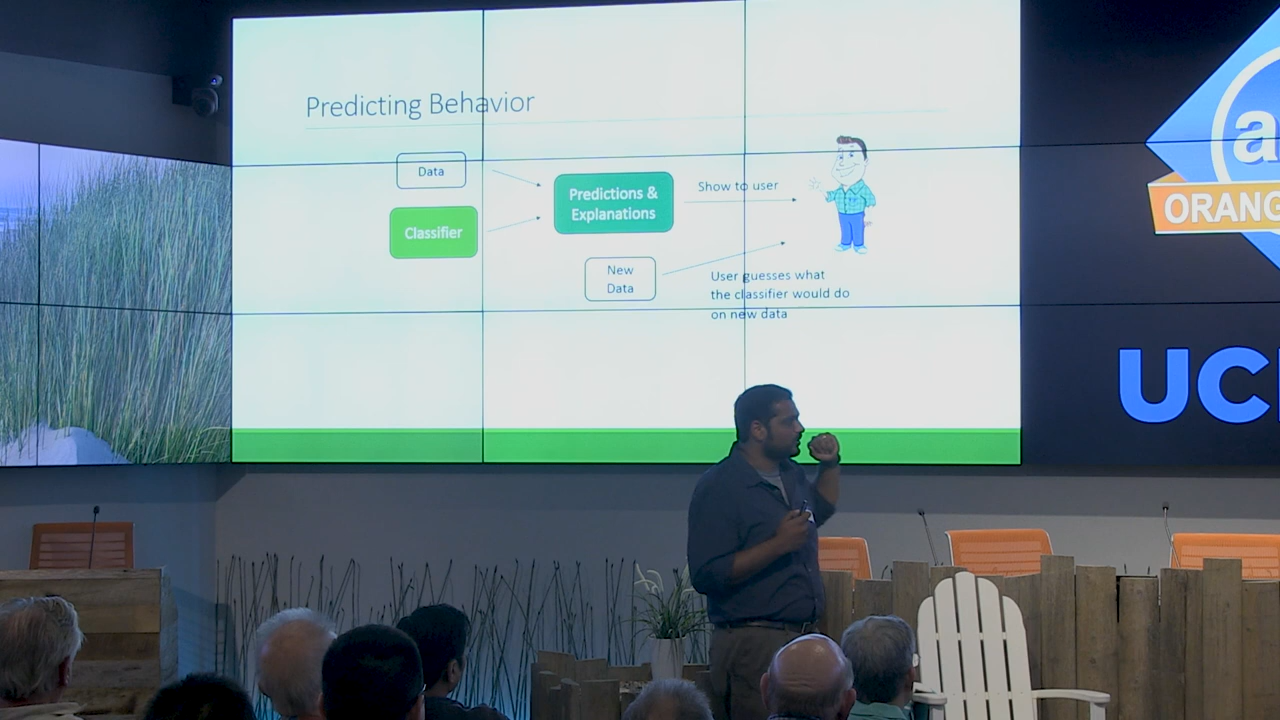 Predicting Behavior
Data
Classifier
Predictions &
Explanations
Show to user
New
Data
User guesses what
the classifier would do
on new data
a
ORANG
UC